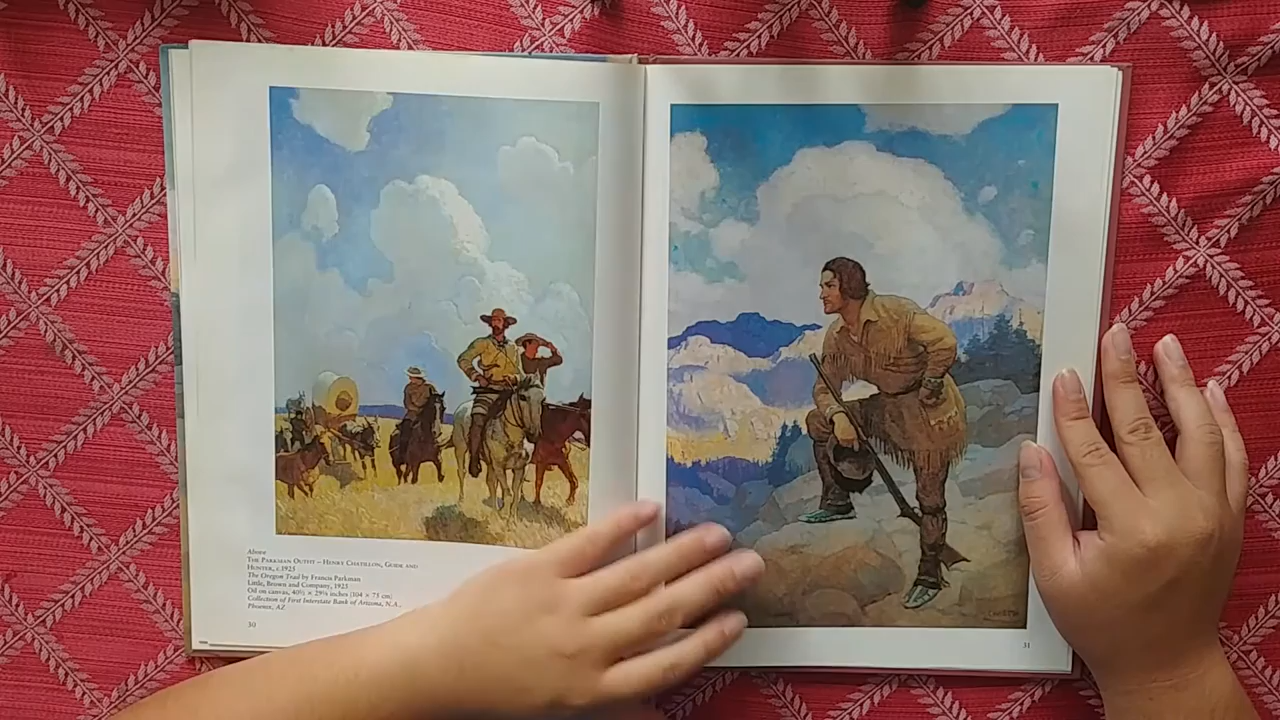 Above
THE PARKMAN OUTFIT – HENRY CHATILLON, GUIDE AND
HUNTER, c.1925
The Oregon Trail by Francis Parkman
Little, Brown and Company, 1925
Oil on canvas, 40½ × 29¾ inches (104 × 75 cm)
Collection of First Interstate Bank of Arizona, N.A.,
Phoenix, AZ
30
31